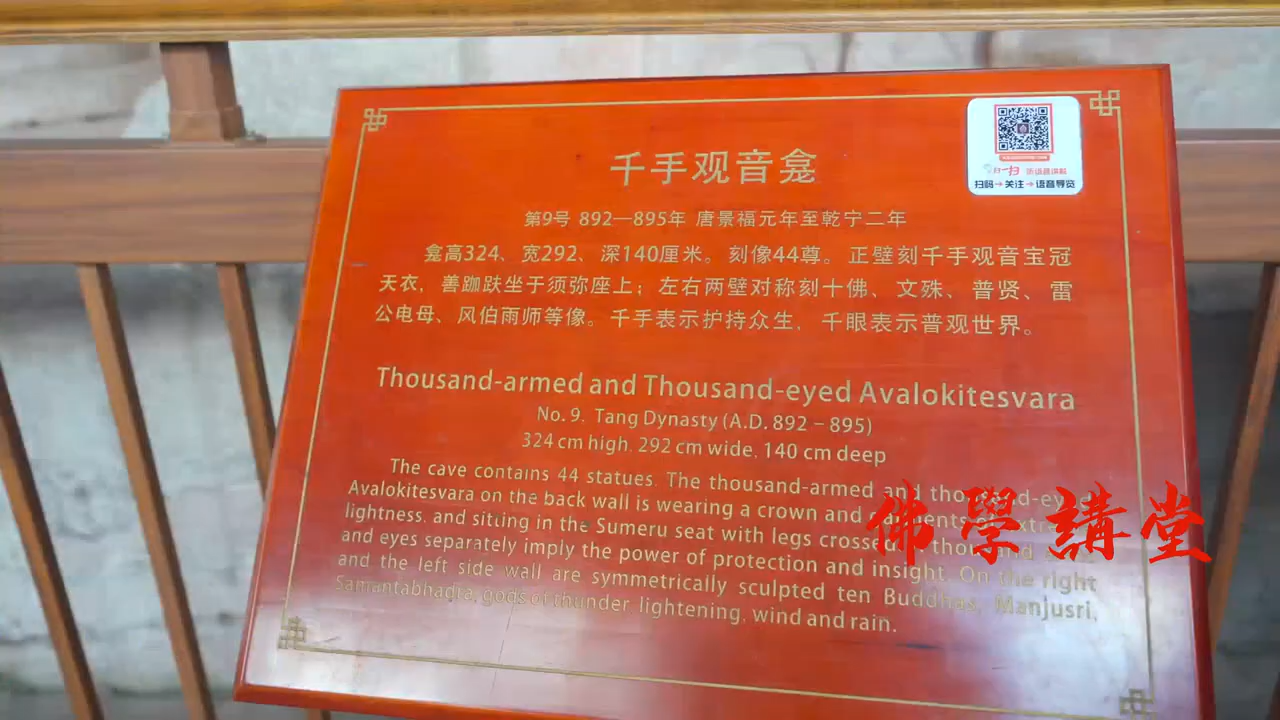 千手观音龛
扫一扫 听语音讲解
扫码→关注→语音导览
第9号 892—895年 唐景福元年至乾宁二年
龛高324、宽292、深140厘米。刻像44尊。正壁刻千手观音宝冠
天衣，善跏趺坐于须弥座上；左右两壁对称刻十佛、文殊、普贤、雷
公电母、风伯雨师等像。千手表示护持众生，千眼表示普观世界。
Thousand-armed and Thousand-eyed Avalokitesvara
No. 9. Tang Dynasty (A.D. 892 – 895)
324 cm high, 292 cm wide, 140 cm deep
The cave contains 44 statues. The thousand-armed and thousand-eyed
Avalokitesvara on the back wall is wearing a crown and garments
lightness, and sitting in the Sumeru seat with legs crossed.
and eyes separately imply the power of protection and insight. On the right
and the left side wall are symmetrically sculpted ten Buddhas, Manjusri,
Samantabhadra, gods of thunder, lightening, wind and rain.
佛學講堂